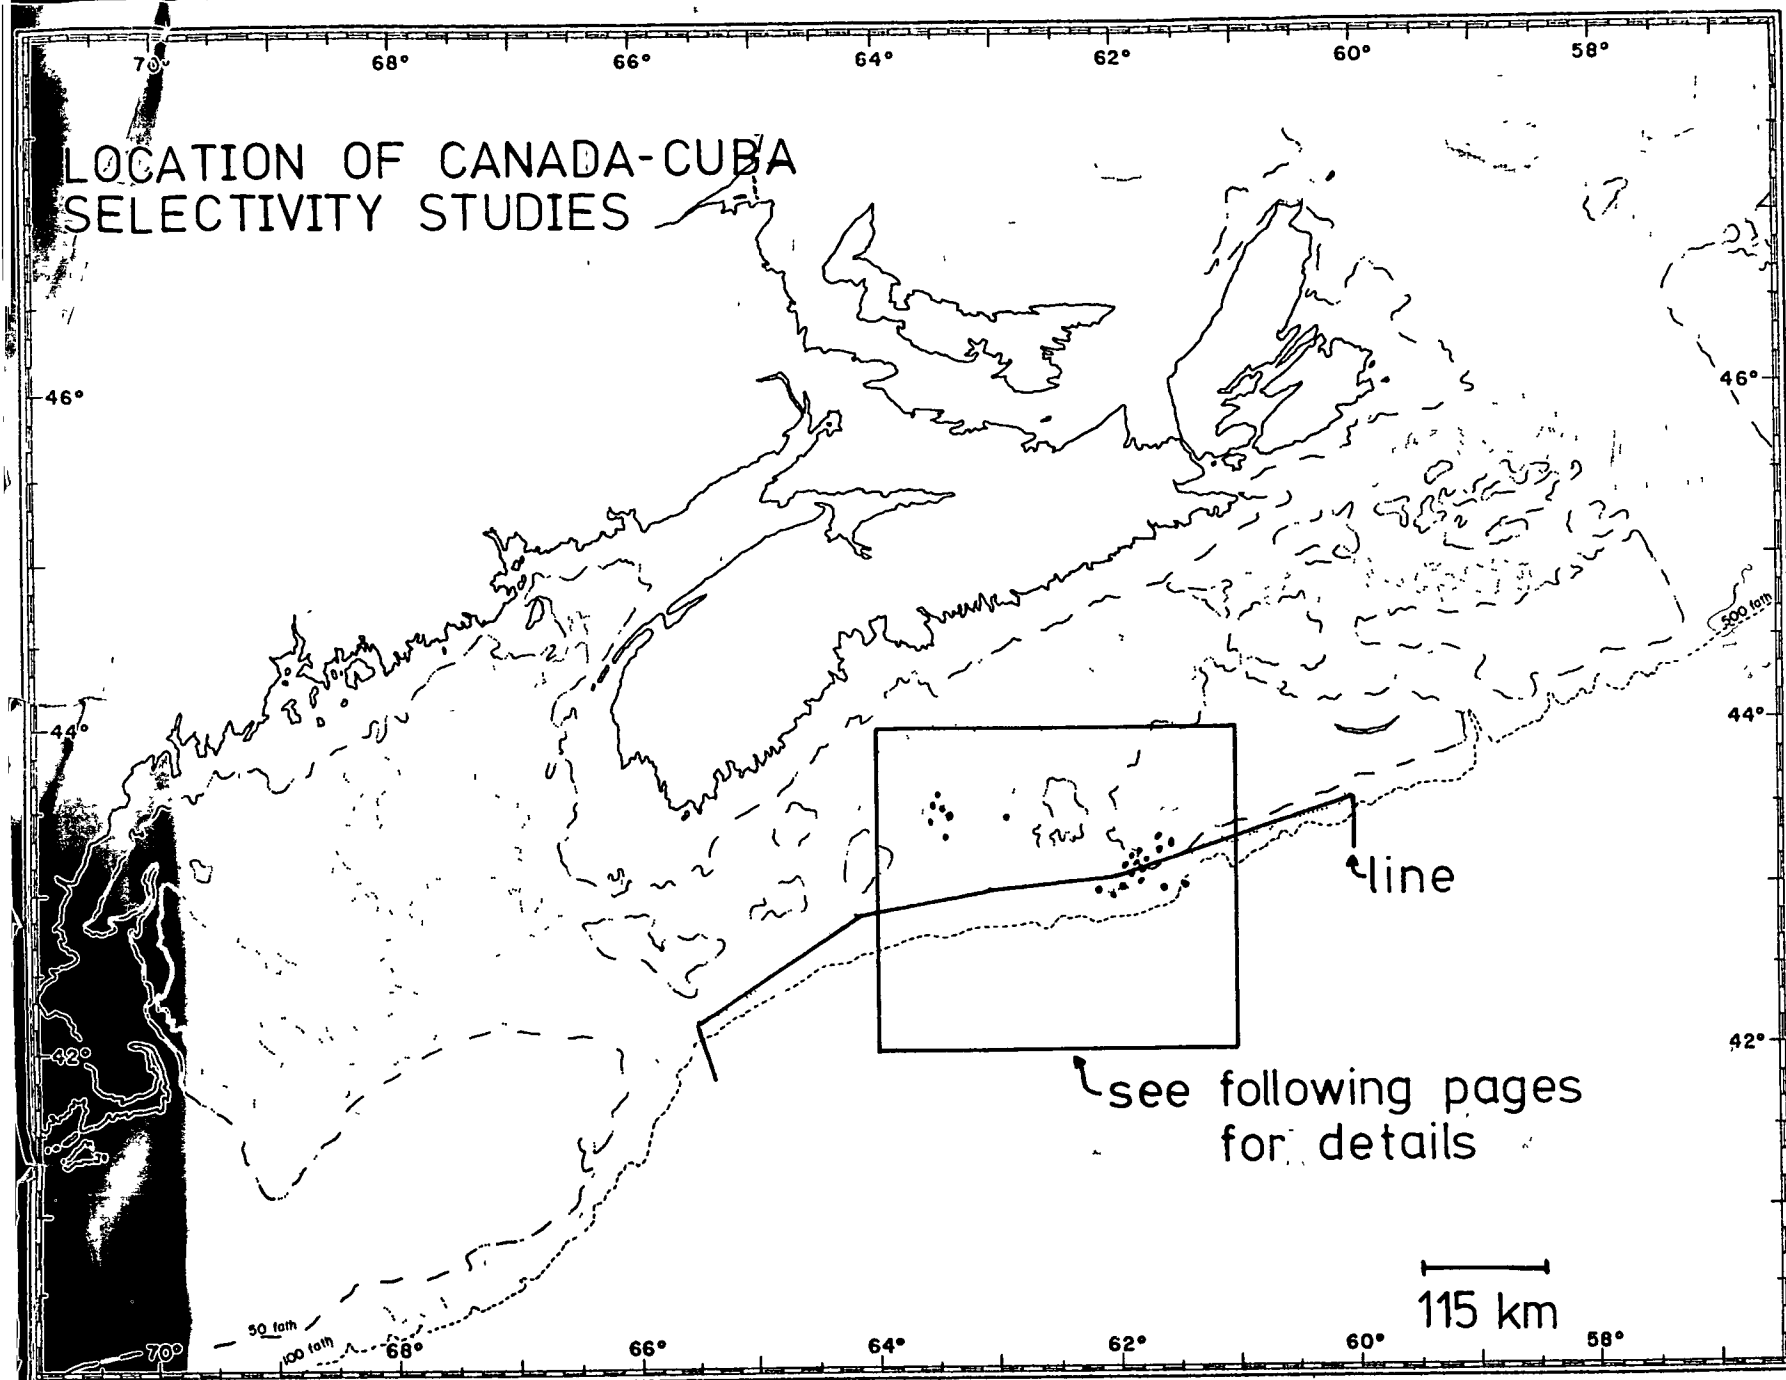 70° 68° 66° 64° 62° 60° 58°
LOCATION OF CANADA-CUBA
SELECTIVITY STUDIES
46° 46°
500 fath
44° 44°
line
42° 42°
see following pages
for details
115 km
50 fath
100 fath
70° 68° 66° 64° 62° 60° 58°